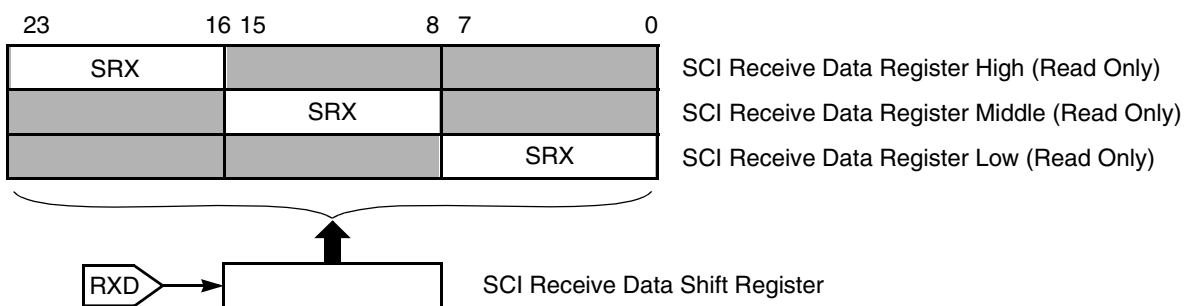 23 16 15 8 7 0
SRX SCI Receive Data Register High (Read Only)
SRX SCI Receive Data Register Middle (Read Only)
SRX SCI Receive Data Register Low (Read Only)
RXD SCI Receive Data Shift Register